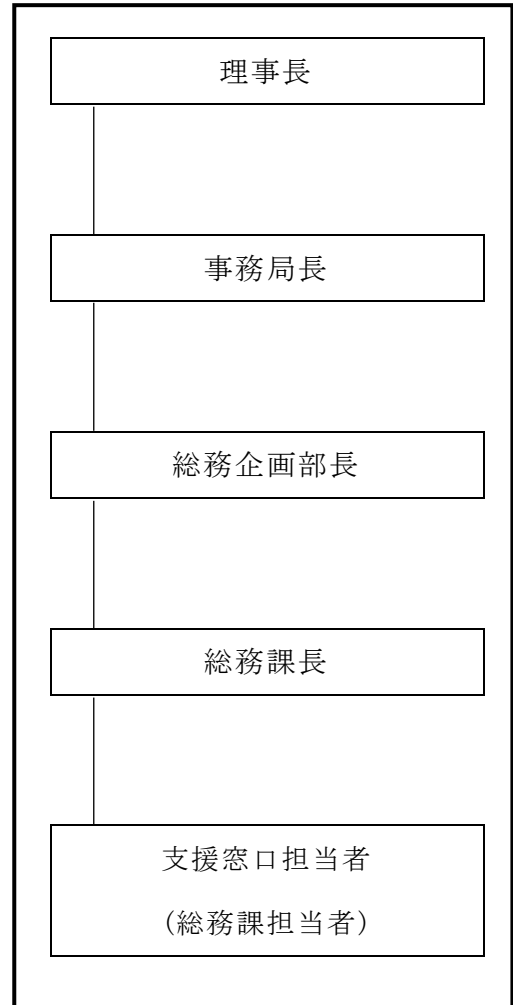 理事長
事務局長
総務企画部長
総務課長
支援窓口担当者
(総務課担当者)